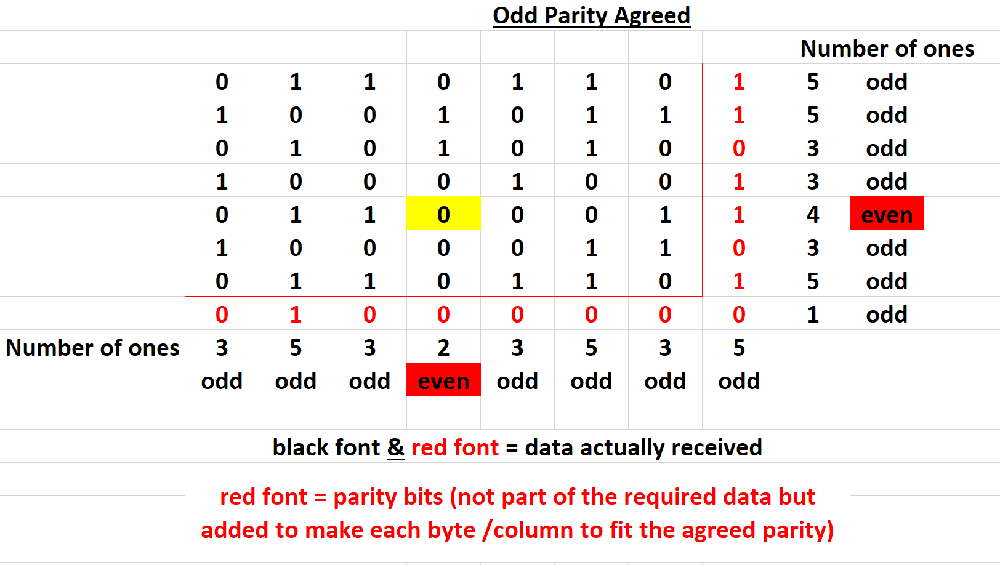 Odd Parity Agreed
Number of ones
0 1 1 0 1 1 0 1 5 odd
1 0 0 1 0 1 1 1 5 odd
0 1 0 1 0 1 0 0 3 odd
1 0 0 0 1 0 0 1 3 odd
0 1 1 0 0 0 1 1 4 even
1 0 0 0 0 1 1 0 3 odd
0 1 1 0 1 1 0 1 5 odd
0 1 0 0 0 0 0 0 1 odd
Number of ones 3 5 3 2 3 5 3 5
odd odd odd even odd odd odd odd
black font & red font = data actually received
red font = parity bits (not part of the required data but
added to make each byte /column to fit the agreed parity)